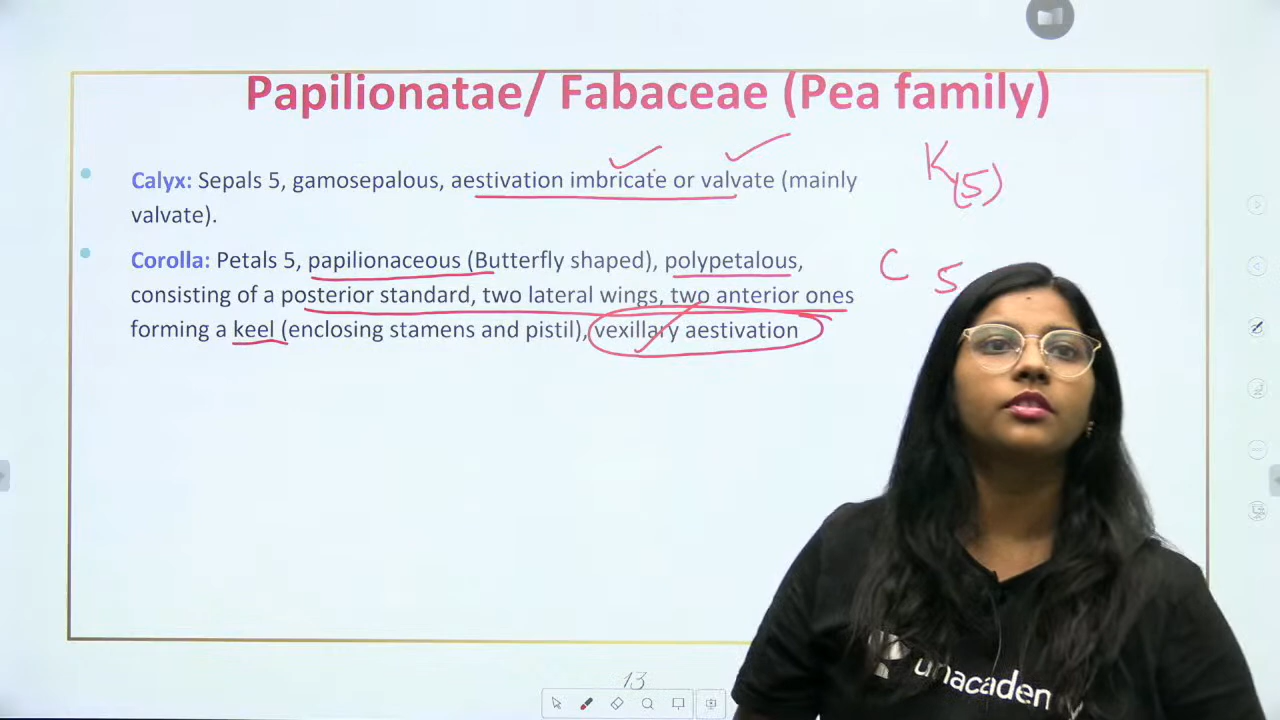 Papilionatae/ Fabaceae (Pea family)
Calyx: Sepals 5, gamosepalous, aestivation imbricate or valvate (mainly
valvate).
K(5)
Corolla: Petals 5, papilionaceous (Butterfly shaped), polypetalous,
consisting of a posterior standard, two lateral wings, two anterior ones
forming a keel (enclosing stamens and pistil), vexillary aestivation
C 5
unacademy
13